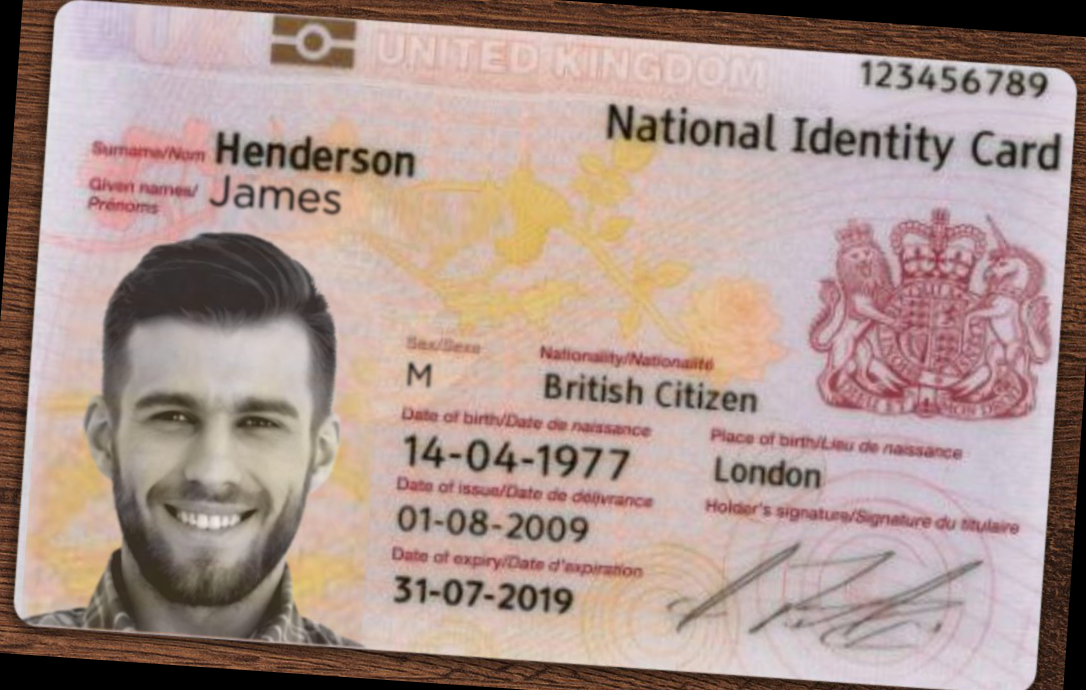 UNITED KINGDOM
123456789
National Identity Card
Surname/Nom Henderson
Given names/ James
Prénoms
Sex/Sexe
M
Nationality/Nationalité
British Citizen
Date of birth/Date de naissance
14-04-1977
Place of birth/Lieu de naissance
London
Date of issue/Date de délivrance
01-08-2009
Holder's signature/Signature du titulaire
Date of expiry/Date d'expiration
31-07-2019